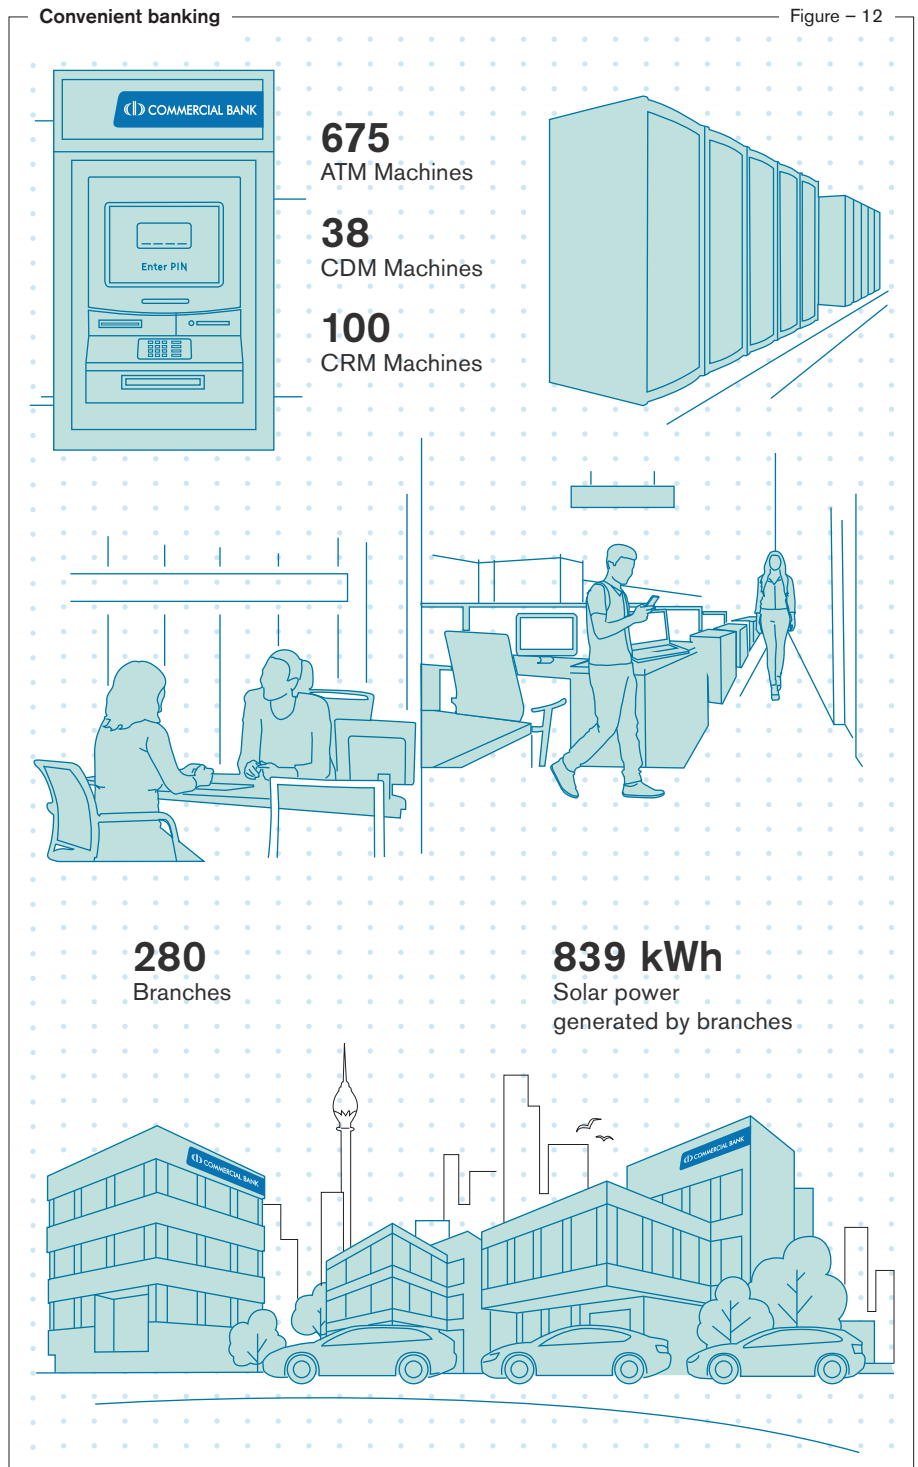 Convenient banking
Figure – 12
COMMERCIAL BANK
675
ATM Machines
38
CDM Machines
100
CRM Machines
Enter PIN
280
Branches
839 kWh
Solar power
generated by branches
COMMERCIAL BANK
COMMERCIAL BANK